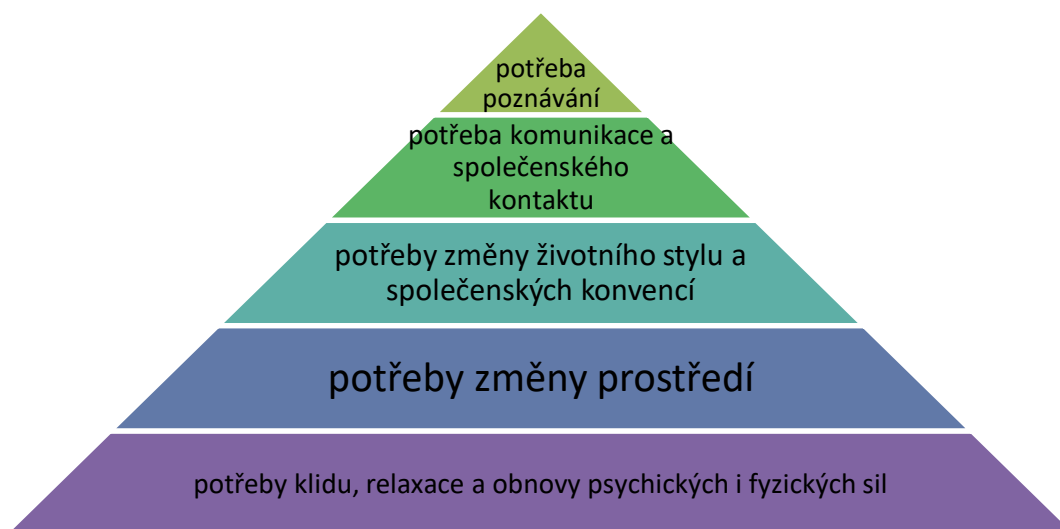 potřeba
poznávání
potřeba komunikace a
společenského
kontaktu
potřeby změny životního stylu a
společenských konvencí
potřeby změny prostředí
potřeby klidu, relaxace a obnovy psychických i fyzických sil